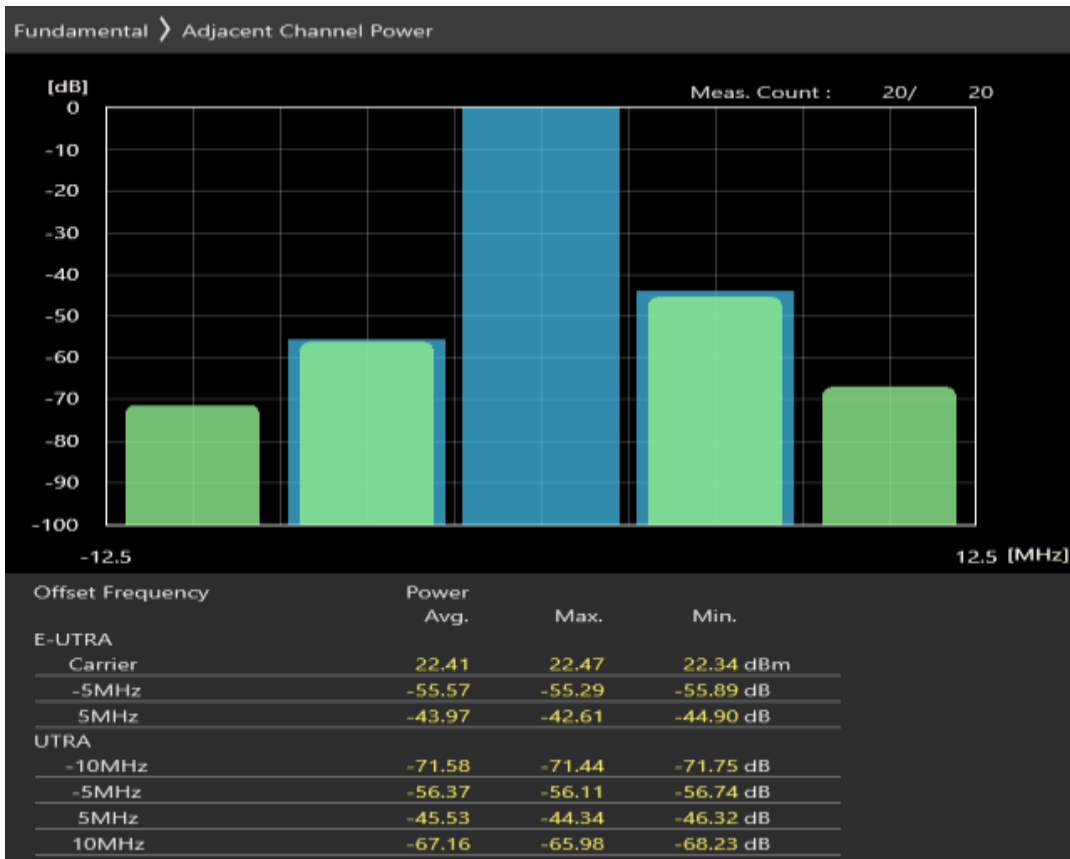 Fundamental 〉 Adjacent Channel Power
[dB]
Meas. Count : 20/ 20
0
-10
-20
-30
-40
-50
-60
-70
-80
-90
-100
-12.5 12.5 [MHz]
Offset Frequency Power
Avg. Max. Min.
E-UTRA
Carrier 22.41 22.47 22.34 dBm
-5MHz -55.57 -55.29 -55.89 dB
5MHz -43.97 -42.61 -44.90 dB
UTRA
-10MHz -71.58 -71.44 -71.75 dB
-5MHz -56.37 -56.11 -56.74 dB
5MHz -45.53 -44.34 -46.32 dB
10MHz -67.16 -65.98 -68.23 dB